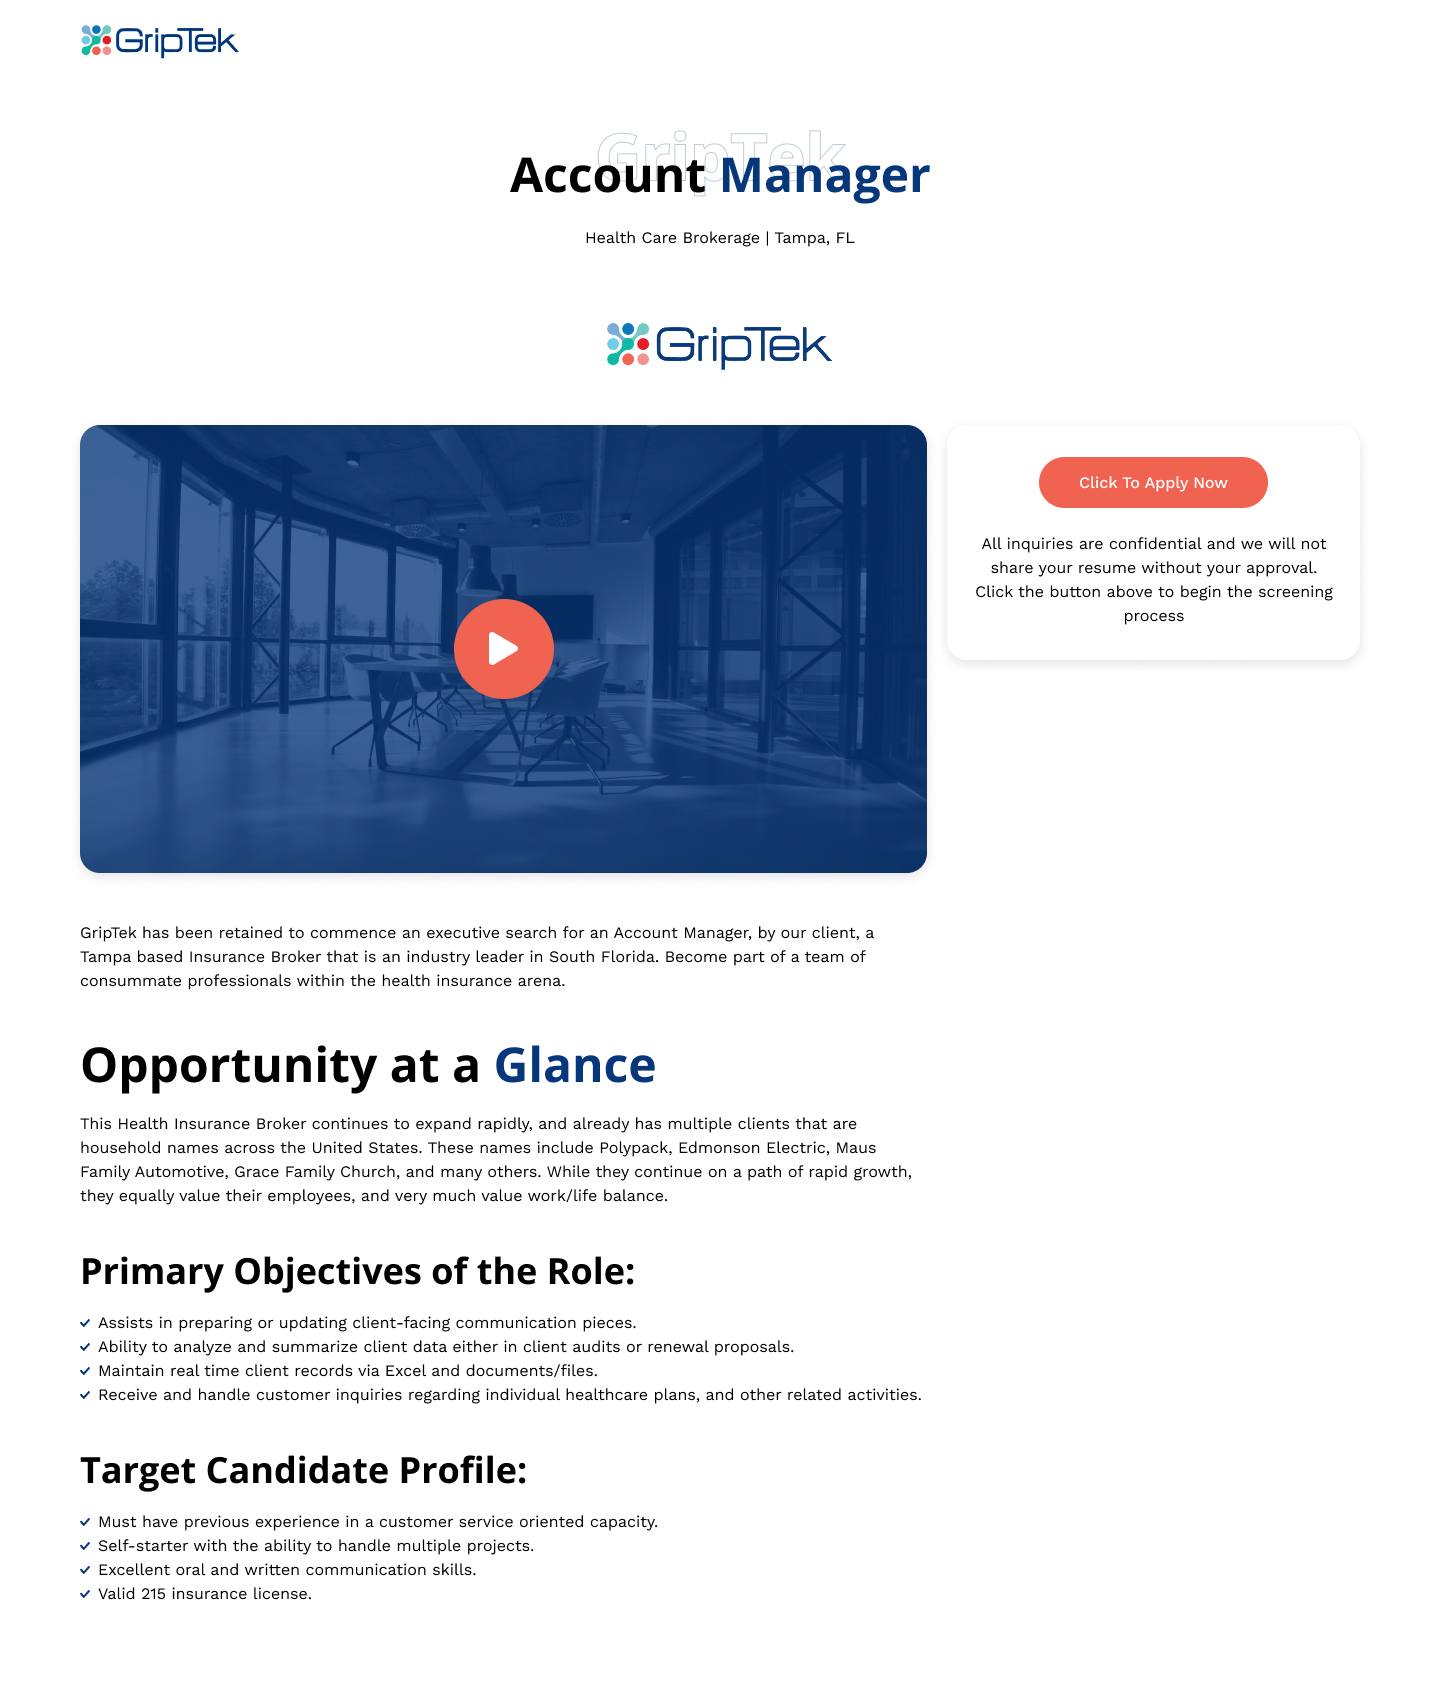 GripTek
GripTek
Account Manager
Health Care Brokerage | Tampa, FL
GripTek
Click To Apply Now
All inquiries are confidential and we will not
share your resume without your approval.
Click the button above to begin the screening
process
GripTek has been retained to commence an executive search for an Account Manager, by our client, a
Tampa based Insurance Broker that is an industry leader in South Florida. Become part of a team of
consummate professionals within the health insurance arena.
Opportunity at a Glance
This Health Insurance Broker continues to expand rapidly, and already has multiple clients that are
household names across the United States. These names include Polypack, Edmonson Electric, Maus
Family Automotive, Grace Family Church, and many others. While they continue on a path of rapid growth,
they equally value their employees, and very much value work/life balance.
Primary Objectives of the Role:
Assists in preparing or updating client-facing communication pieces.
Ability to analyze and summarize client data either in client audits or renewal proposals.
Maintain real time client records via Excel and documents/files.
Receive and handle customer inquiries regarding individual healthcare plans, and other related activities.
Target Candidate Profile:
Must have previous experience in a customer service oriented capacity.
Self-starter with the ability to handle multiple projects.
Excellent oral and written communication skills.
Valid 215 insurance license.